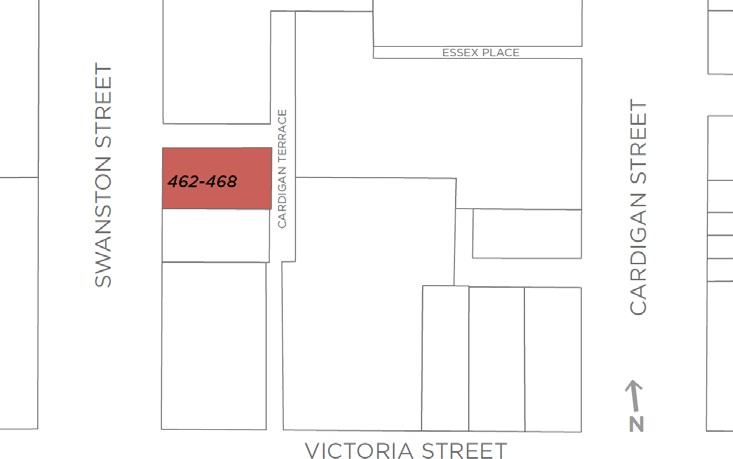 ESSEX PLACE
SWANSTON STREET
462-468
CARDIGAN TERRACE
CARDIGAN STREET
N
VICTORIA STREET